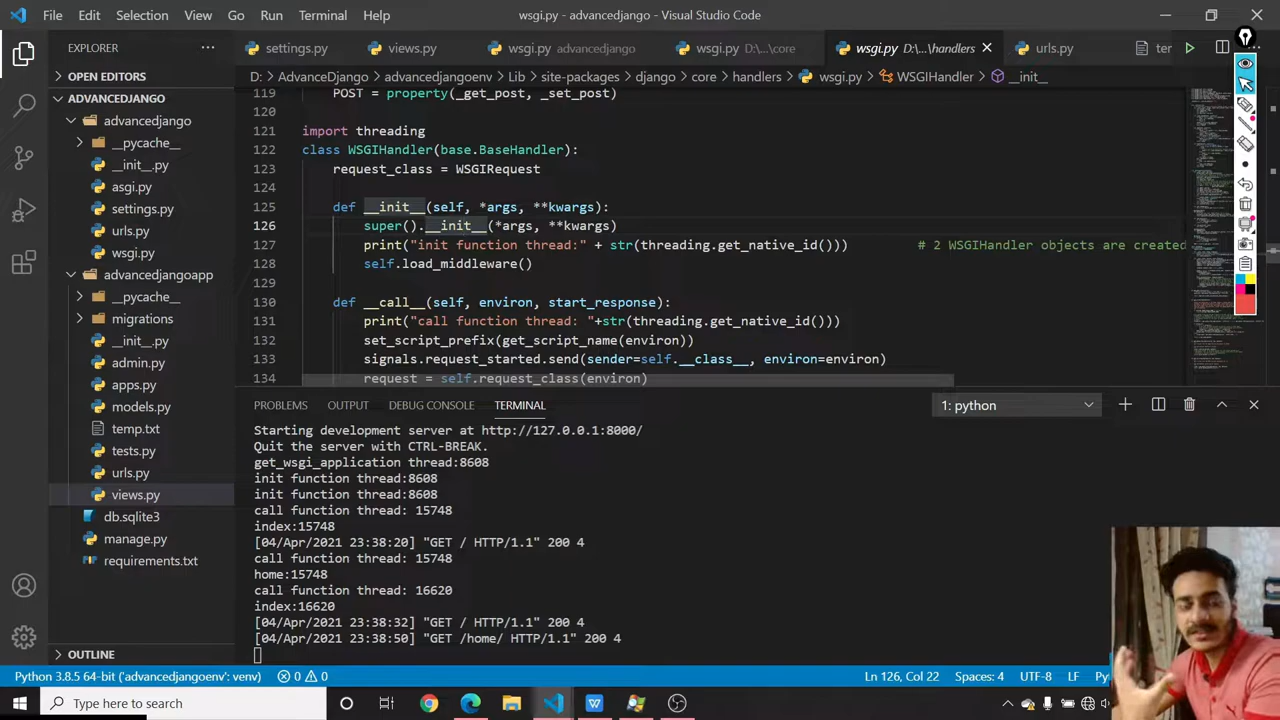 File Edit Selection View Go Run Terminal Help
wsgi.py - advancedjango - Visual Studio Code
EXPLORER
settings.py
views.py
wsgi.py advancedjango
wsgi.py D:\...\core
wsgi.py D:\...\handlers
urls.py
ter
OPEN EDITORS
D: > AdvanceDjango > advancedjangoenv > Lib > site-packages > django > core > handlers > wsgi.py > WSGIHandler > __init__
ADVANCEDJANGO
advancedjango
__pycache__
__init__.py
asgi.py
settings.py
urls.py
wsgi.py
advancedjangoapp
__pycache__
migrations
__init__.py
admin.py
apps.py
models.py
temp.txt
tests.py
urls.py
views.py
db.sqlite3
manage.py
requirements.txt
OUTLINE
119 POST = property(_get_post, _set_post)
120
121 import threading
122 class WSGIHandler(base.BaseHandler):
123 request_class = WSGIRequest
124
125 def __init__(self, *args, **kwargs):
126 super().__init__(*args, **kwargs)
127 print("init function thread:" + str(threading.get_native_id())) # 2 WSGIHandler objects are created
128 self.load_middleware()
129
130 def __call__(self, environ, start_response):
131 print("call function thread: "+str(threading.get_native_id()))
132 set_script_prefix(get_script_name(environ))
133 signals.request_started.send(sender=self.__class__, environ=environ)
134 request = self.request_class(environ)
PROBLEMS OUTPUT DEBUG CONSOLE TERMINAL
1: python
Starting development server at http://127.0.0.1:8000/
Quit the server with CTRL-BREAK.
get_wsgi_application thread:8608
init function thread:8608
init function thread:8608
call function thread: 15748
index:15748
[04/Apr/2021 23:38:20] "GET / HTTP/1.1" 200 4
call function thread: 15748
home:15748
call function thread: 16620
index:16620
[04/Apr/2021 23:38:32] "GET / HTTP/1.1" 200 4
[04/Apr/2021 23:38:50] "GET /home/ HTTP/1.1" 200 4
Python 3.8.5 64-bit ('advancedjangoenv': venv) 0 0
Ln 126, Col 22 Spaces: 4 UTF-8 LF Py
Type here to search